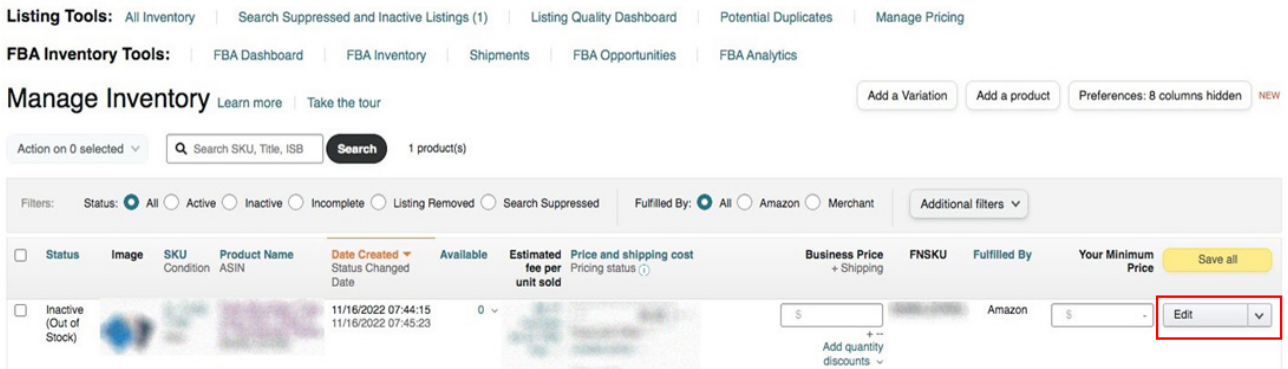 Listing Tools: All Inventory Search Suppressed and Inactive Listings (1) Listing Quality Dashboard Potential Duplicates Manage Pricing
FBA Inventory Tools: FBA Dashboard FBA Inventory Shipments FBA Opportunities FBA Analytics
Manage Inventory Learn more Take the tour Add a Variation Add a product Preferences: 8 columns hidden NEW
Action on 0 selected Search SKU, Title, ISB Search 1 product(s)
Filters: Status: All Active Inactive Incomplete Listing Removed Search Suppressed Fulfilled By: All Amazon Merchant Additional filters
Status Image SKU Product Name Date Created Available Estimated Price and shipping cost Business Price FNSKU Fulfilled By Your Minimum Save all
Condition ASIN Status Changed fee per Pricing status + Shipping Price
Date unit sold
Inactive 11/16/2022 07:44:15 0 $ Amazon $ - Edit
(Out of 11/16/2022 07:45:23
Stock) + --
Add quantity
discounts